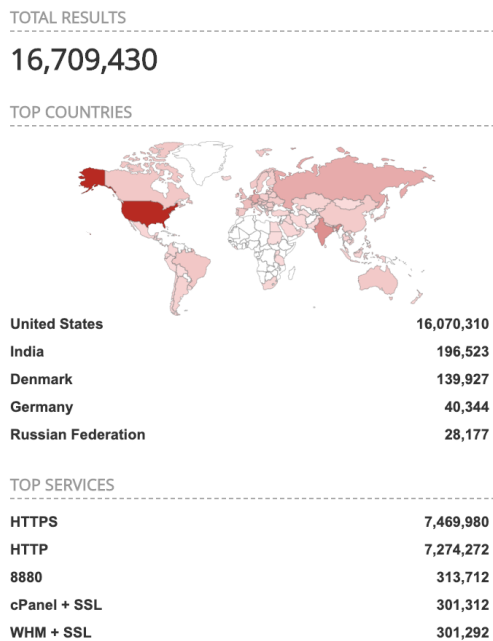 TOTAL RESULTS
16,709,430
TOP COUNTRIES
United States 16,070,310
India 196,523
Denmark 139,927
Germany 40,344
Russian Federation 28,177
TOP SERVICES
HTTPS 7,469,980
HTTP 7,274,272
8880 313,712
cPanel + SSL 301,312
WHM + SSL 301,292